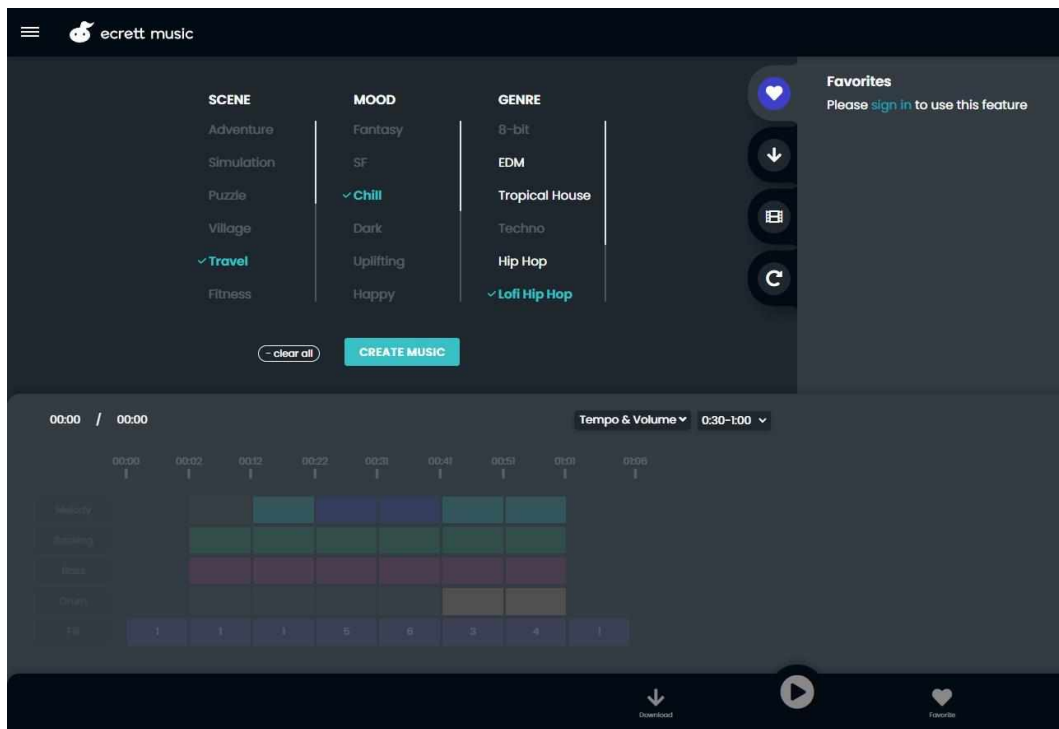 ecrett music
SCENE
Adventure
Simulation
Puzzle
Village
Travel
Fitness
MOOD
Fantasy
SF
Chill
Dark
Uplifting
Happy
GENRE
8-bit
EDM
Tropical House
Techno
Hip Hop
Lofi Hip Hop
- clear all
CREATE MUSIC
Favorites
Please sign in to use this feature
00:00 / 00:00
Tempo & Volume
0:30-1:00
00:00 00:02 00:12 00:22 00:31 00:41 00:51 01:01 01:06
Melody
Backing
Bass
Drum
Fill 1 1 1 5 6 3 4 1
Download
Favorite